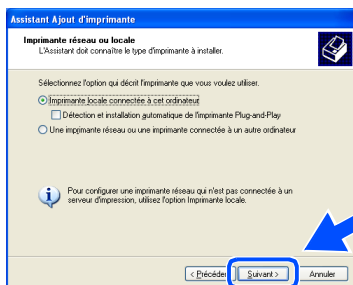 Assistant Ajout d'imprimante
Imprimante réseau ou locale
L'Assistant doit connaître le type d'imprimante à installer.
Sélectionnez l'option qui décrit l'imprimante que vous voulez utiliser.
Imprimante locale connectée à cet ordinateur
Détection et installation automatique de l'imprimante Plug-and-Play
Une imprimante réseau ou une imprimante connectée à un autre ordinateur
Pour configurer une imprimante réseau qui n'est pas connectée à un
serveur d'impression, utilisez l'option Imprimante locale.
< Précéden Suivant > Annuler